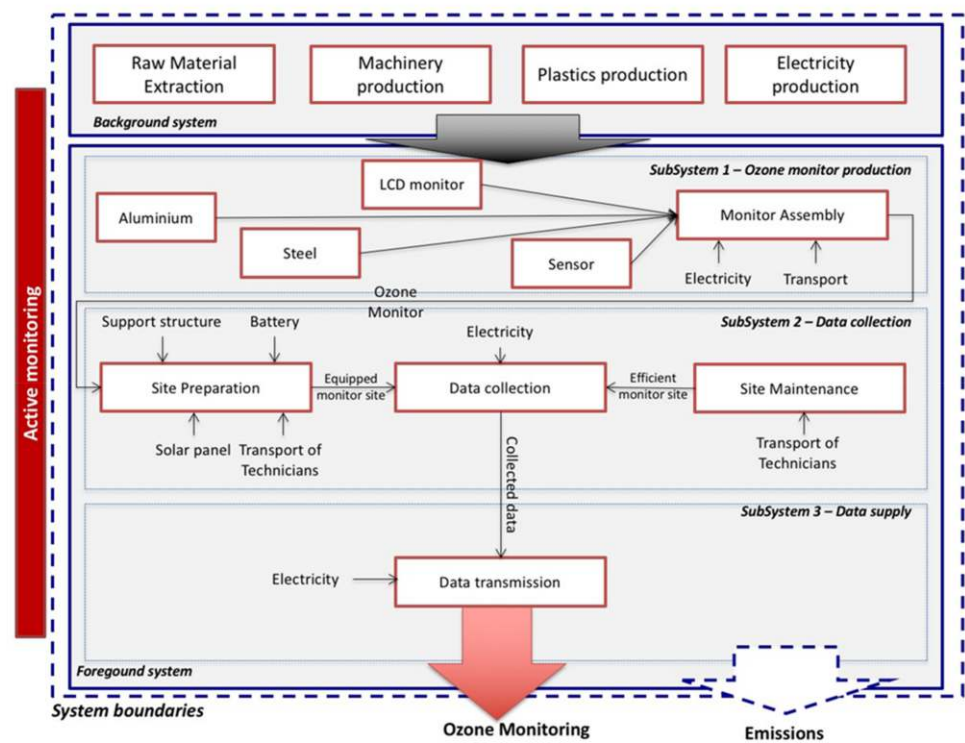 Active monitoring
Raw Material
Extraction
Machinery
production
Plastics production
Electricity
production
Background system
SubSystem 1 – Ozone monitor production
LCD monitor
Aluminium
Monitor Assembly
Steel
Sensor
Electricity
Transport
Ozone
Monitor
SubSystem 2 – Data collection
Support structure
Battery
Electricity
Site Preparation
Equipped
monitor site
Data collection
Efficient
monitor site
Site Maintenance
Solar panel
Transport of
Technicians
Transport of
Technicians
Collected data
SubSystem 3 – Data supply
Electricity
Data transmission
Foregound system
System boundaries
Ozone Monitoring
Emissions